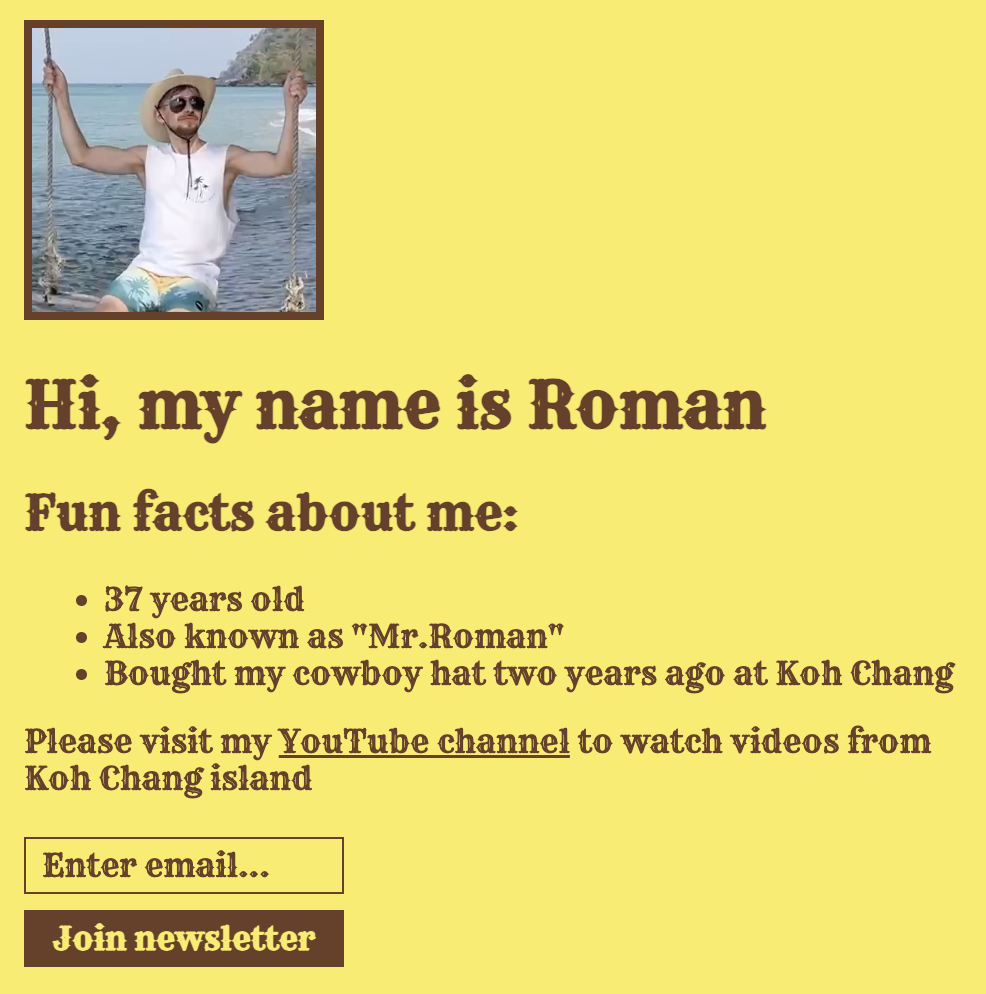 Hi, my name is Roman
Fun facts about me:
37 years old
Also known as "Mr.Roman"
Bought my cowboy hat two years ago at Koh Chang
Please visit my YouTube channel to watch videos from
Koh Chang island
Enter email...
Join newsletter